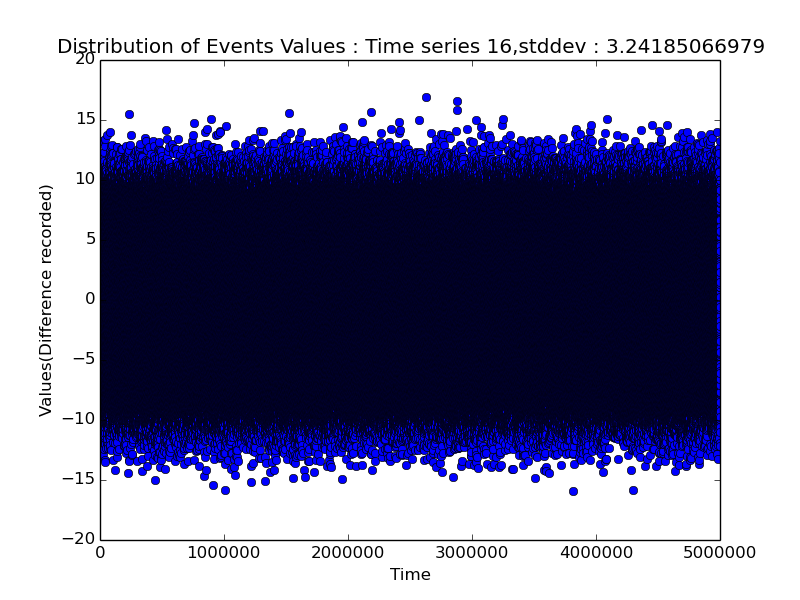 Distribution of Events Values : Time series 16,stddev : 3.24185066979
20
15
10
5
0
−5
−10
−15
−20
Values(Difference recorded)
0 1000000 2000000 3000000 4000000 5000000
Time